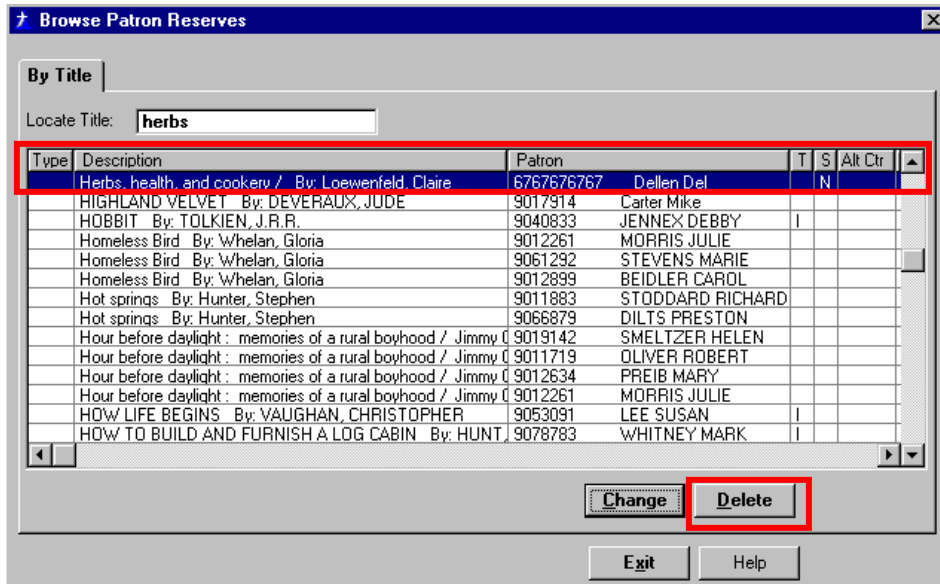 Browse Patron Reserves
By Title
Locate Title: herbs
Type Description Patron T S Alt Ctr
Herbs, health, and cookery / By: Loewenfeld, Claire 6767676767 Dellen Del N
HIGHLAND VELVET By: DEVERAUX, JUDE 9017914 Carter Mike
HOBBIT By: TOLKIEN, J.R.R. 9040833 JENNEX DEBBY I
Homeless Bird By: Whelan, Gloria 9012261 MORRIS JULIE
Homeless Bird By: Whelan, Gloria 9061292 STEVENS MARIE
Homeless Bird By: Whelan, Gloria 9012899 BEIDLER CAROL
Hot springs By: Hunter, Stephen 9011883 STODDARD RICHARD
Hot springs By: Hunter, Stephen 9066879 DILTS PRESTON
Hour before daylight : memories of a rural boyhood / Jimmy 9019142 SMELTZER HELEN
Hour before daylight : memories of a rural boyhood / Jimmy 9011719 OLIVER ROBERT
Hour before daylight : memories of a rural boyhood / Jimmy 9012634 PREIB MARY
Hour before daylight : memories of a rural boyhood / Jimmy 9012261 MORRIS JULIE
HOW LIFE BEGINS By: VAUGHAN, CHRISTOPHER 9053091 LEE SUSAN I
HOW TO BUILD AND FURNISH A LOG CABIN By: HUNT, 9078783 WHITNEY MARK I
Change Delete
Exit Help